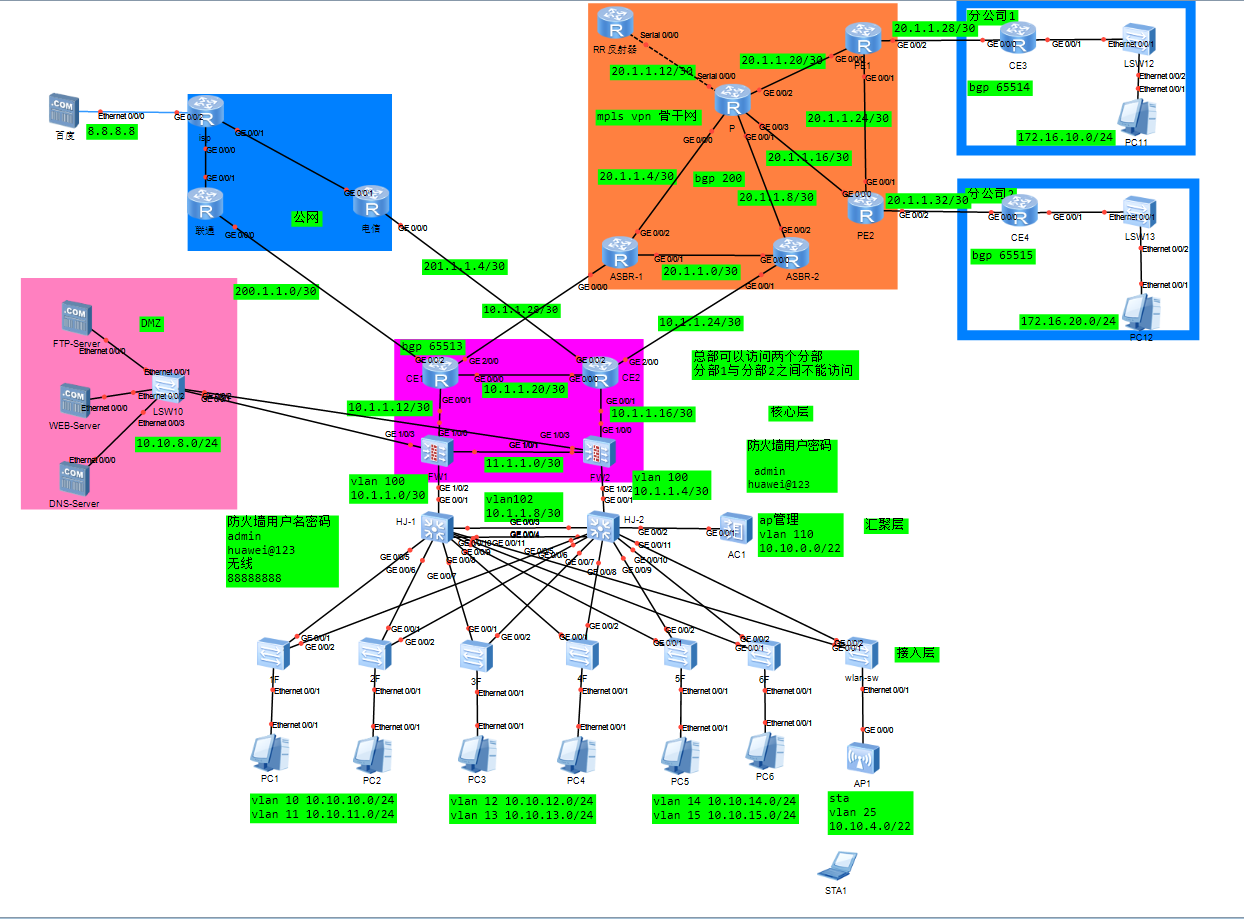 RR 反射器
Serial 0/0/0
20.1.1.12/30
Serial 0/0/0
20.1.1.20/30
GE 0/0/0
PE1
GE 0/0/2
20.1.1.28/30
分公司1
GE 0/0/0
CE3
GE 0/0/1
Ethernet 0/0/1
LSW12
Ethernet 0/0/2
Ethernet 0/0/1
PC11
bgp 65514
172.16.10.0/24
GE 0/0/1
GE 0/0/2
P
mpls vpn 骨干网
GE 0/0/0
GE 0/0/1
GE 0/0/3
20.1.1.24/30
20.1.1.16/30
20.1.1.4/30
bgp 200
20.1.1.8/30
GE 0/0/1
GE 0/0/0
PE2
GE 0/0/2
20.1.1.32/30
分公司2
GE 0/0/0
CE4
GE 0/0/1
Ethernet 0/0/1
LSW13
Ethernet 0/0/2
Ethernet 0/0/1
PC12
bgp 65515
172.16.20.0/24
GE 0/0/2
GE 0/0/1
ASBR-1
GE 0/0/0
20.1.1.0/30
GE 0/0/2
GE 0/0/0
ASBR-2
GE 0/0/1
百度
Ethernet 0/0/0
8.8.8.8
GE 0/0/2
isp
GE 0/0/1
GE 0/0/0
GE 0/0/1
联通
GE 0/0/0
公网
GE 0/0/1
电信
GE 0/0/0
200.1.1.0/30
201.1.1.4/30
10.1.1.28/30
10.1.1.24/30
DMZ
FTP-Server
Ethernet 0/0/0
Ethernet 0/0/1
WEB-Server
Ethernet 0/0/0
Ethernet 0/0/2
LSW10
Ethernet 0/0/1
10.10.8.0/24
Ethernet 0/0/0
DNS-Server
bgp 65513
GE 0/0/2
GE 2/0/0
CE1
GE 0/0/0
GE 0/0/1
10.1.1.20/30
GE 0/0/2
GE 2/0/0
GE 0/0/0
CE2
GE 0/0/1
10.1.1.12/30
10.1.1.16/30
GE 1/0/3
GE 1/0/0
GE 1/0/1
GE 1/0/3
GE 1/0/0
11.1.1.0/30
FW1
FW2
总部可以访问两个分部
分部1与分部2之间不能访问
核心层
防火墙用户密码
admin
huawei@123
vlan 100
10.1.1.0/30
GE 1/0/2
GE 0/0/1
vlan102
10.1.1.8/30
GE 1/0/2
GE 0/0/1
vlan 100
10.1.1.4/30
防火墙用户名密码
admin
huawei@123
无线
88888888
HJ-1
GE 0/0/3
GE 0/0/4
HJ-2
GE 0/0/2
GE 0/0/1
AC1
ap管理
vlan 110
10.10.0.0/22
汇聚层
GE 0/0/5
GE 0/0/6
GE 0/0/7
GE 0/0/8
GE 0/0/9
GE 0/0/11
GE 0/0/6
GE 0/0/7
GE 0/0/8
GE 0/0/9
GE 0/0/10
GE 0/0/11
GE 0/0/1
GE 0/0/2
GE 0/0/1
GE 0/0/2
GE 0/0/1
GE 0/0/2
GE 0/0/1
GE 0/0/2
GE 0/0/1
GE 0/0/2
GE 0/0/1
GE 0/0/2
GE 0/0/1
GE 0/0/2
接入层
1F
2F
3F
4F
5F
6F
wlan-sw
Ethernet 0/0/1
Ethernet 0/0/1
Ethernet 0/0/1
Ethernet 0/0/1
Ethernet 0/0/1
Ethernet 0/0/1
Ethernet 0/0/1
Ethernet 0/0/1
Ethernet 0/0/1
Ethernet 0/0/1
Ethernet 0/0/1
Ethernet 0/0/1
Ethernet 0/0/1
GE 0/0/0
PC1
PC2
PC3
PC4
PC5
PC6
AP1
vlan 10 10.10.10.0/24
vlan 11 10.10.11.0/24
vlan 12 10.10.12.0/24
vlan 13 10.10.13.0/24
vlan 14 10.10.14.0/24
vlan 15 10.10.15.0/24
sta
vlan 25
10.10.4.0/22
STA1